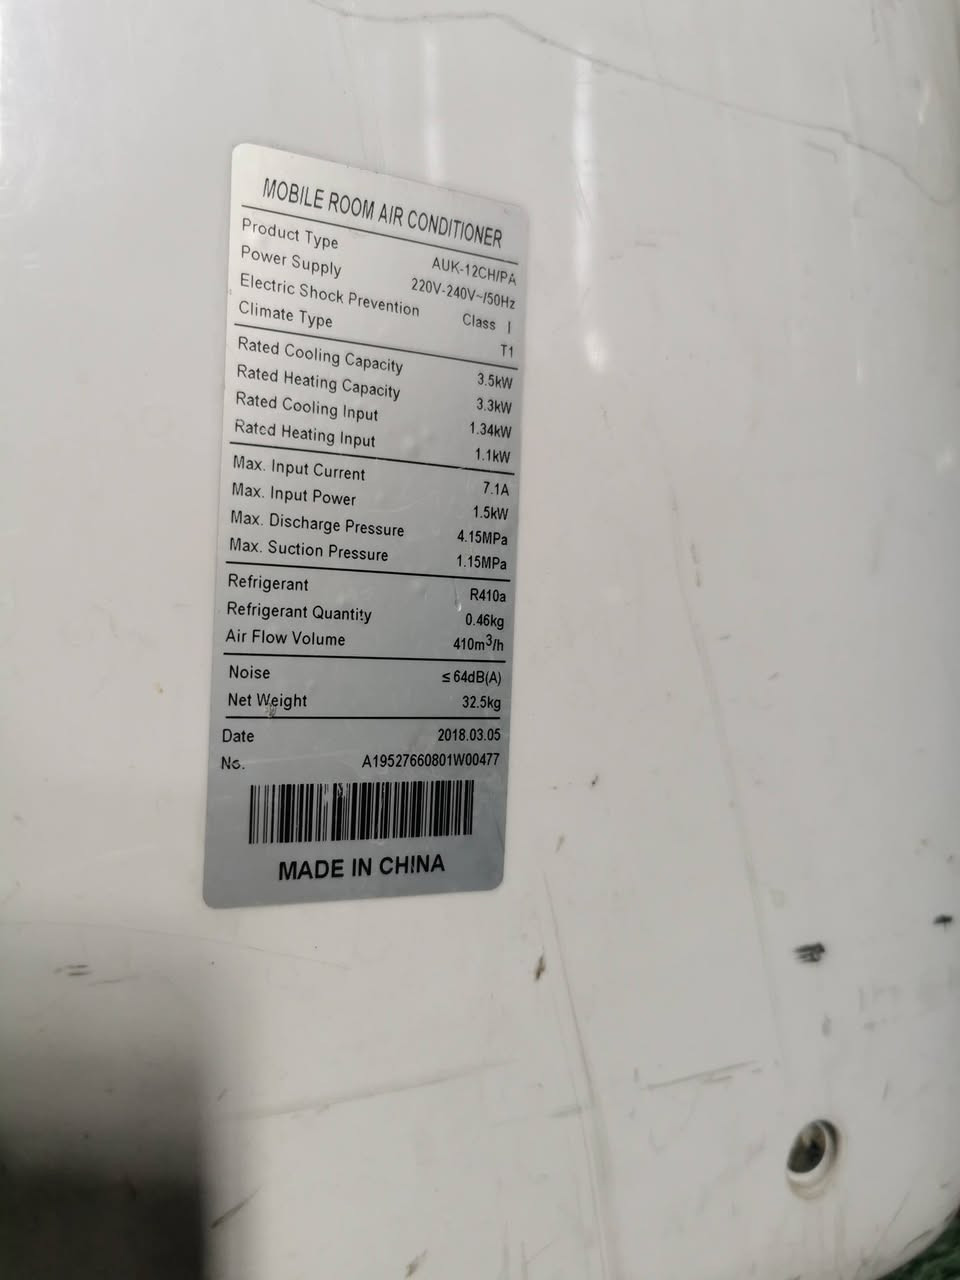 MOBILE ROOM AIR CONDITIONER
Product Type AUK-12CH/PA
Power Supply 220V-240V~/50Hz
Electric Shock Prevention Class I
Climate Type T1
Rated Cooling Capacity 3.5kW
Rated Heating Capacity 3.3kW
Rated Cooling Input 1.34kW
Rated Heating Input 1.1kW
Max. Input Current 7.1A
Max. Input Power 1.5kW
Max. Discharge Pressure 4.15MPa
Max. Suction Pressure 1.15MPa
Refrigerant R410a
Refrigerant Quantity 0.46kg
Air Flow Volume 410m³/h
Noise ≤64dB(A)
Net Weight 32.5kg
Date 2018.03.05
No. A19527660801W00477
MADE IN CHINA